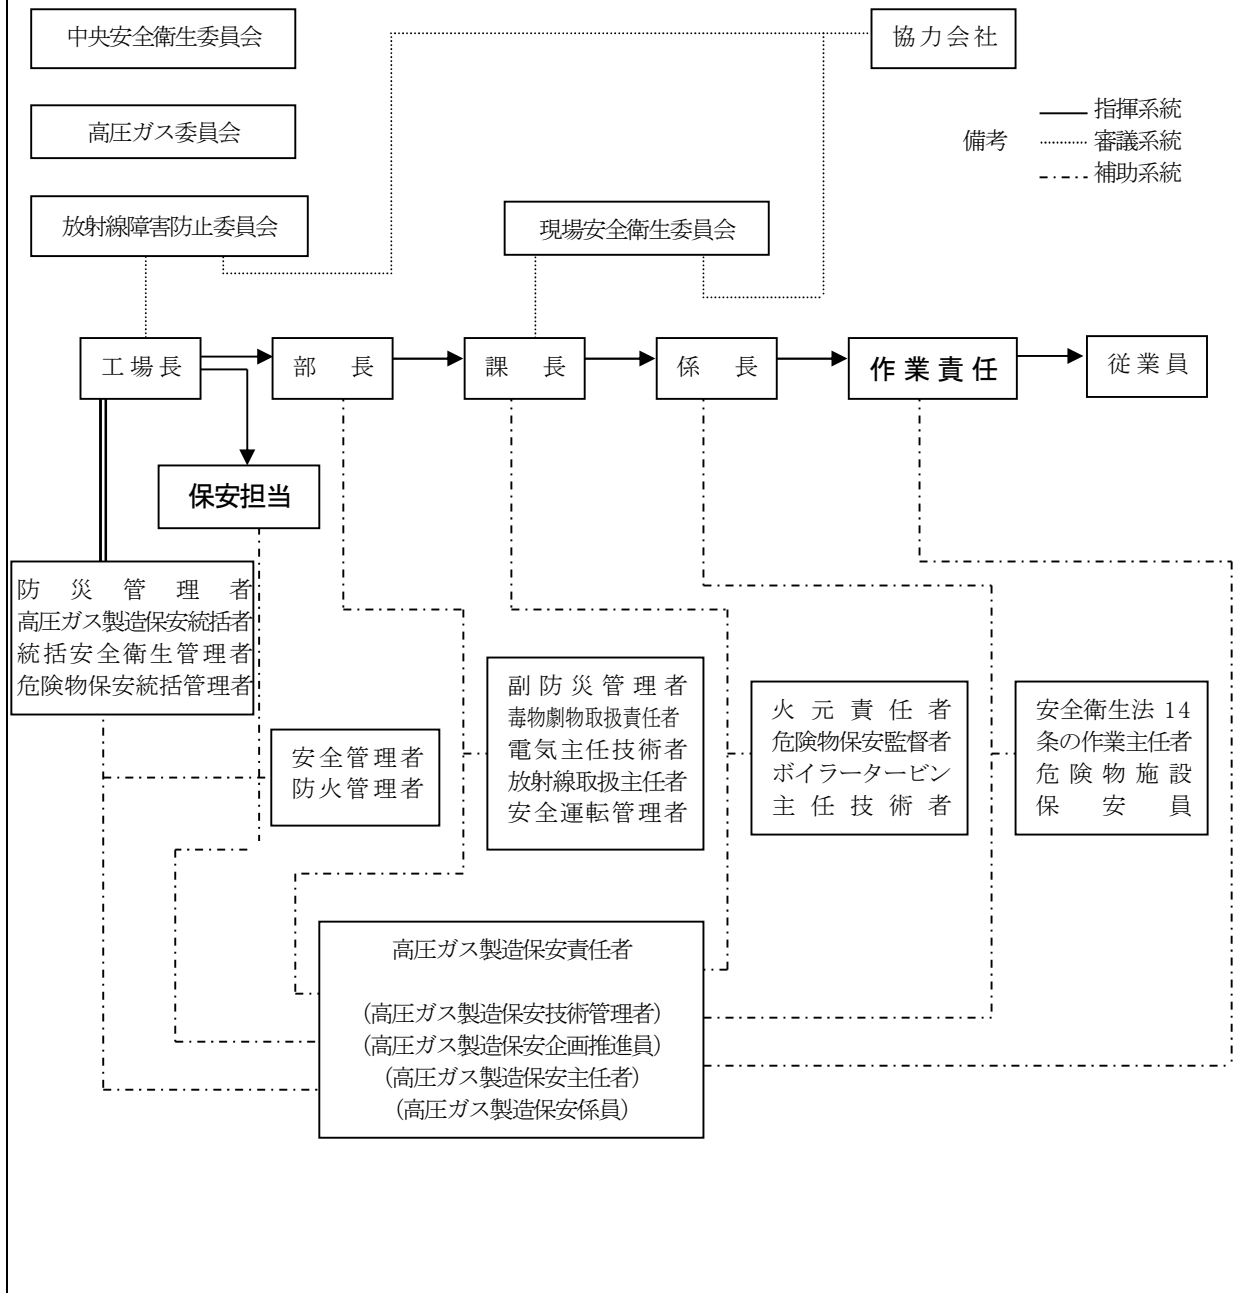 中央安全衛生委員会
協力会社
高圧ガス委員会
備考
指揮系統
審議系統
補助系統
放射線障害防止委員会
現場安全衛生委員会
工場長
部　長
課　長
係　長
作業責任
従業員
保安担当
防災管理者
高圧ガス製造保安統括者
統括安全衛生管理者
危険物保安統括管理者
安全管理者
防火管理者
副防災管理者
毒物劇物取扱責任者
電気主任技術者
放射線取扱主任者
安全運転管理者
火元責任者
危険物保安監督者
ボイラータービン
主任技術者
安全衛生法 14
条の作業主任者
危険物施設
保安員
高圧ガス製造保安責任者
(高圧ガス製造保安技術管理者)
(高圧ガス製造保安企画推進員)
(高圧ガス製造保安主任者)
(高圧ガス製造保安係員)